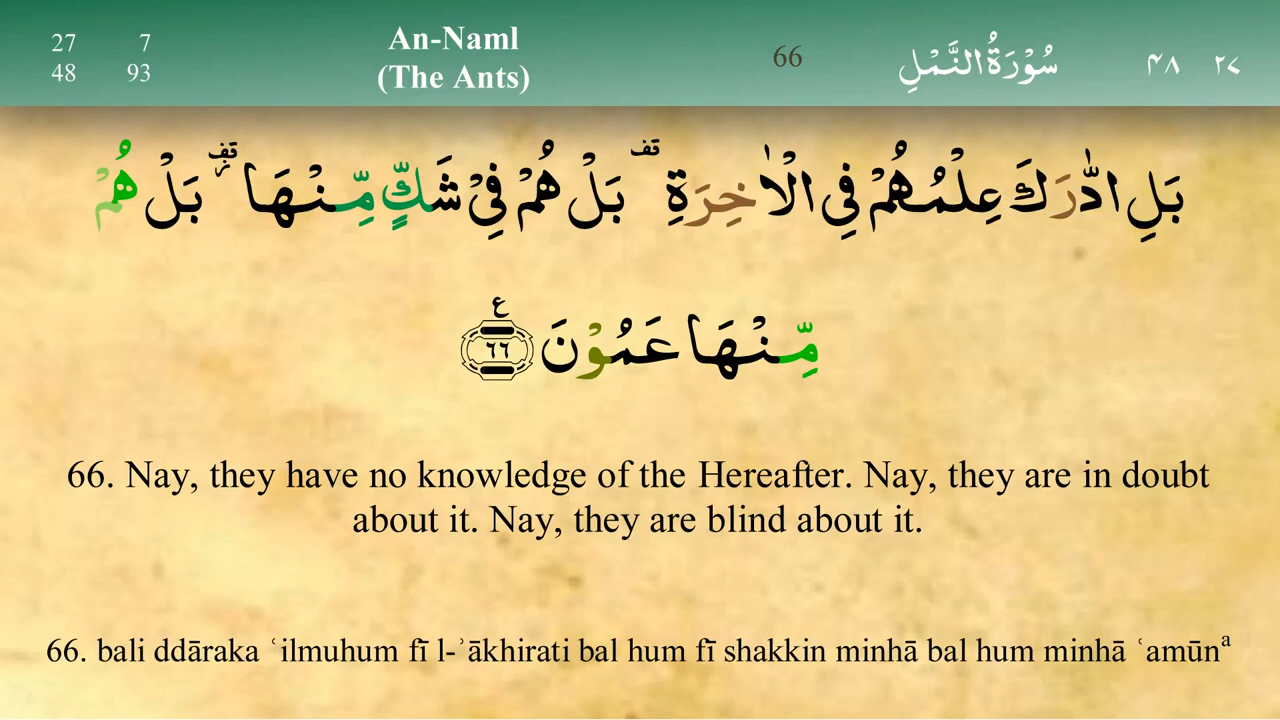 27 7
48 93
An-Naml
(The Ants)
66
سُوْرَةُ النَّمْلِ
٤٨ ٢٧
بَلِ ادّٰرَكَ عِلْمُهُمْ فِي الْاٰخِرَةِ ۫ بَلْ هُمْ فِيْ شَكٍّ مِّنْهَا ۫ بَلْ هُمْ
مِّنْهَا عَمُوْنَ ٦٦ ع
66. Nay, they have no knowledge of the Hereafter. Nay, they are in doubt
about it. Nay, they are blind about it.
66. bali ddāraka ʿilmuhum fī l-ʾākhirati bal hum fī shakkin minhā bal hum minhā ʿamūnᵃ